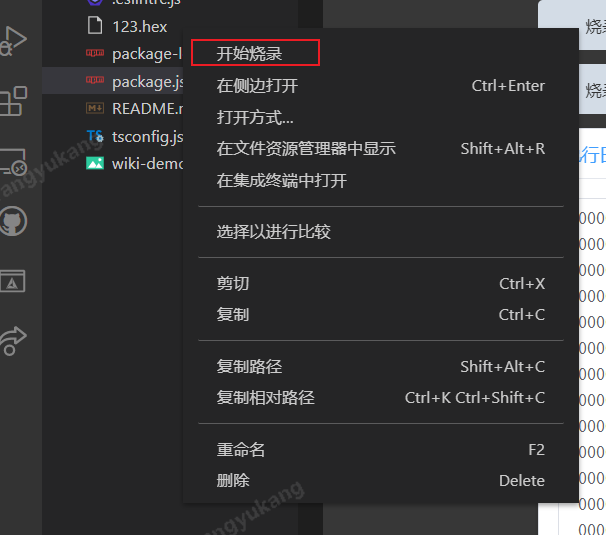 .eslintrc.js
123.hex
package-l
package.js
README.m
tsconfig.js
wiki-demo
开始烧录
在侧边打开 Ctrl+Enter
打开方式...
在文件资源管理器中显示 Shift+Alt+R
在集成终端中打开
选择以进行比较
剪切 Ctrl+X
复制 Ctrl+C
复制路径 Shift+Alt+C
复制相对路径 Ctrl+K Ctrl+Shift+C
重命名 F2
删除 Delete
烧录
烧录
行日
000
000
000
000
000
000
000
000
000
000
000
000
000
angyukang
angyukang